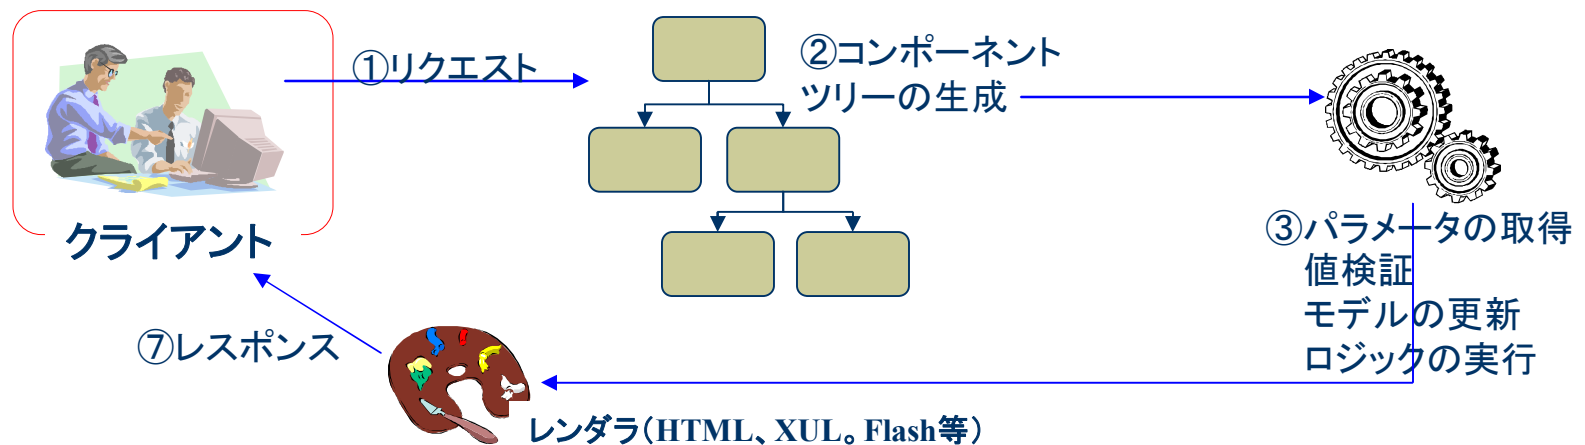 ①リクエスト
②コンポーネント
ツリーの生成
クライアント
③パラメータの取得
値検証
モデルの更新
ロジックの実行
⑦レスポンス
レンダラ（HTML、XUL。Flash等）